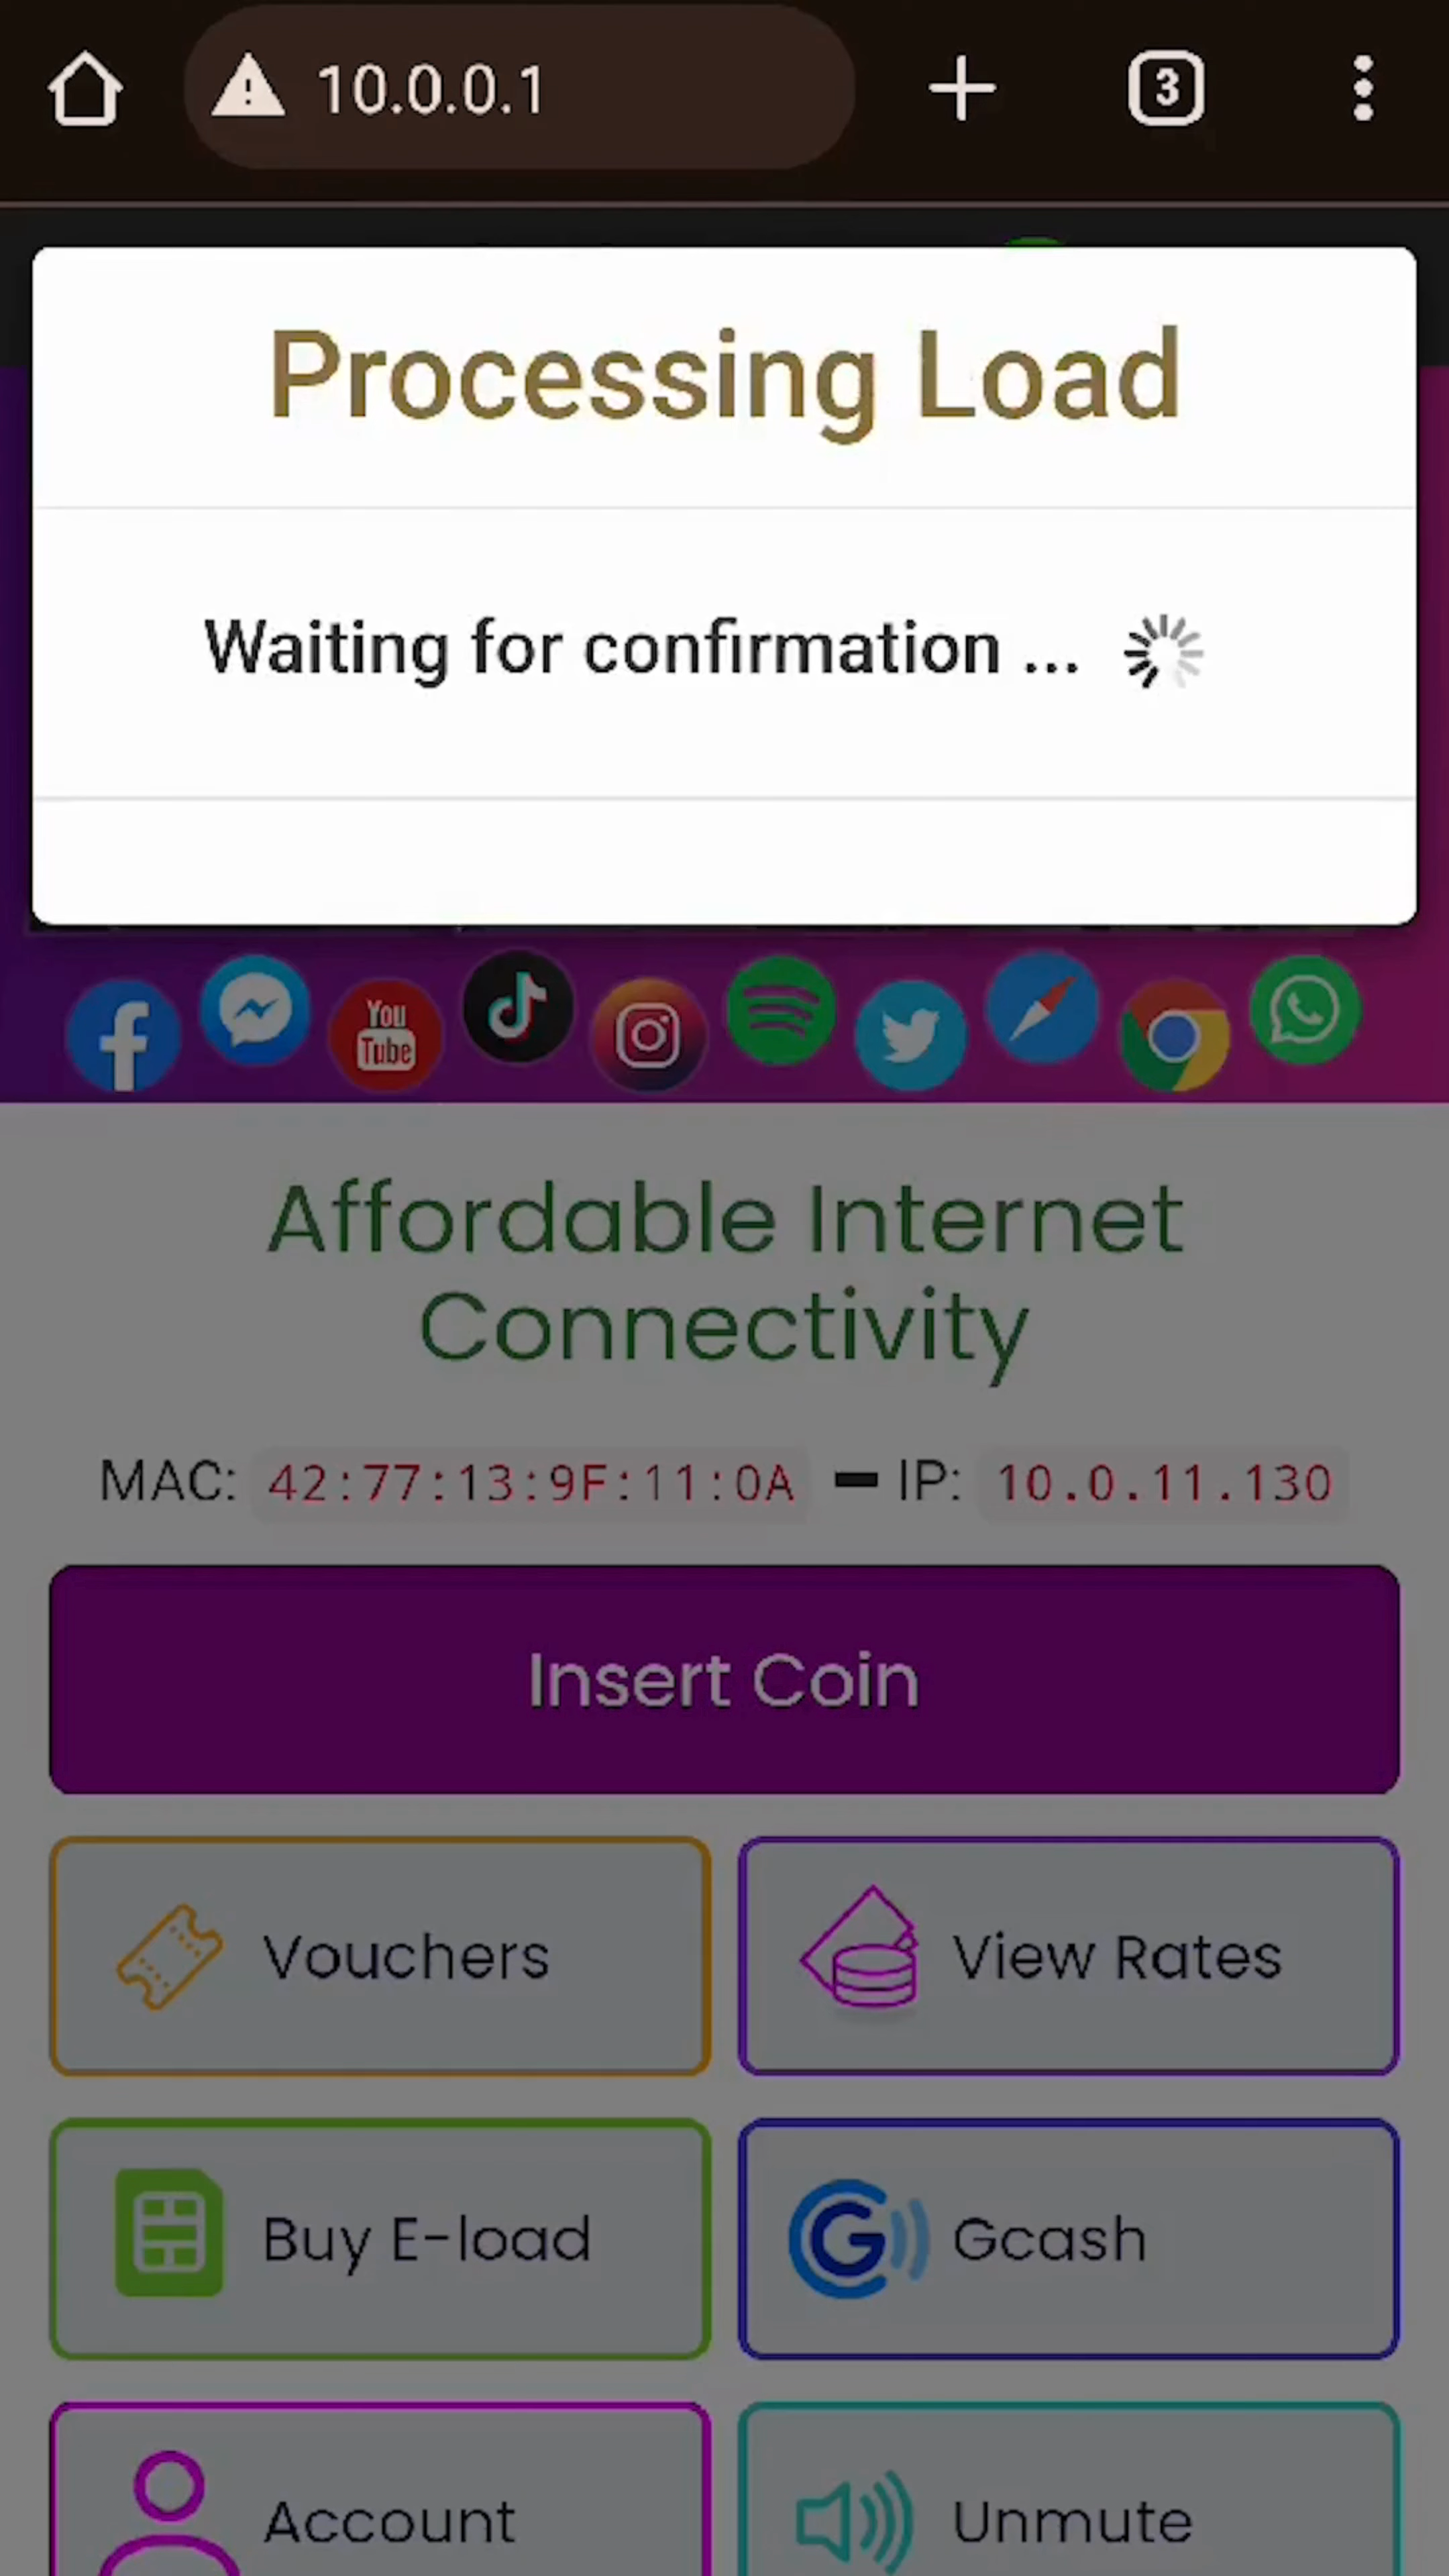 10.0.0.1
3
Processing Load
Waiting for confirmation ...
You
Tube
Affordable Internet
Connectivity
MAC: 42:77:13:9F:11:0A - IP: 10.0.11.130
Insert Coin
Vouchers
View Rates
Buy E-load
Gcash
Account
Unmute